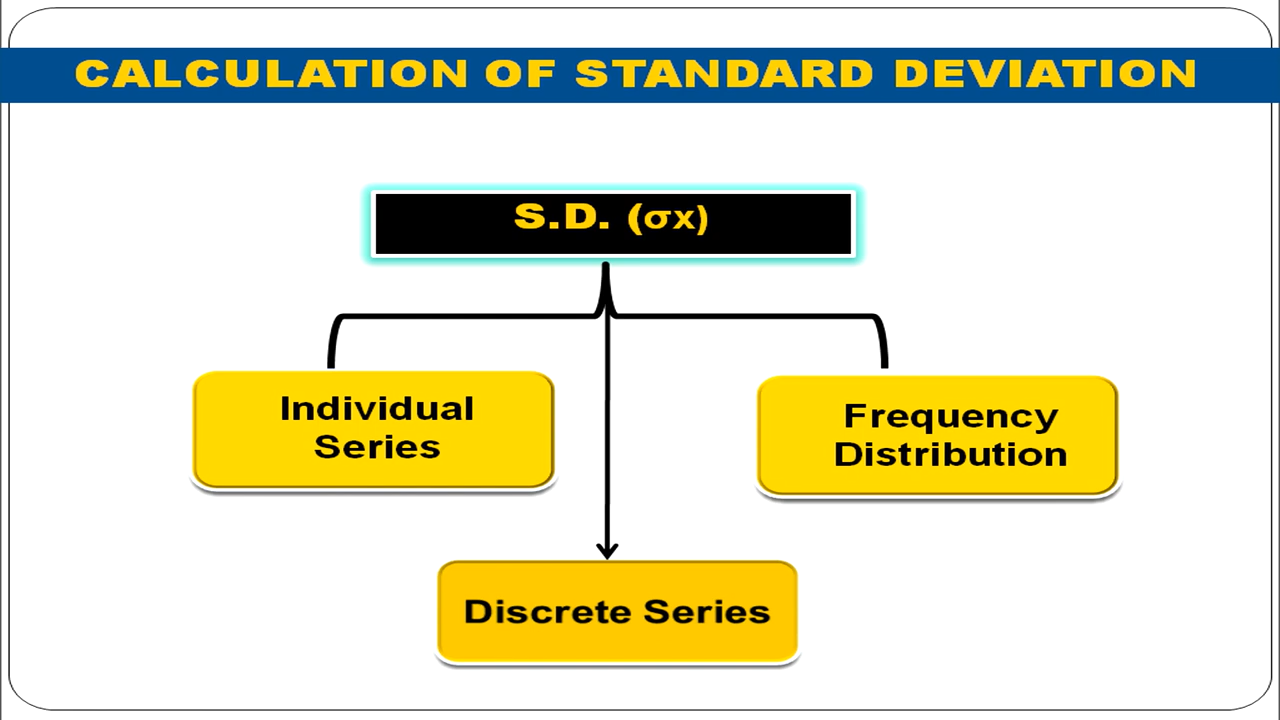 CALCULATION OF STANDARD DEVIATION
S.D. (σx)
Individual
Series
Frequency
Distribution
Discrete Series